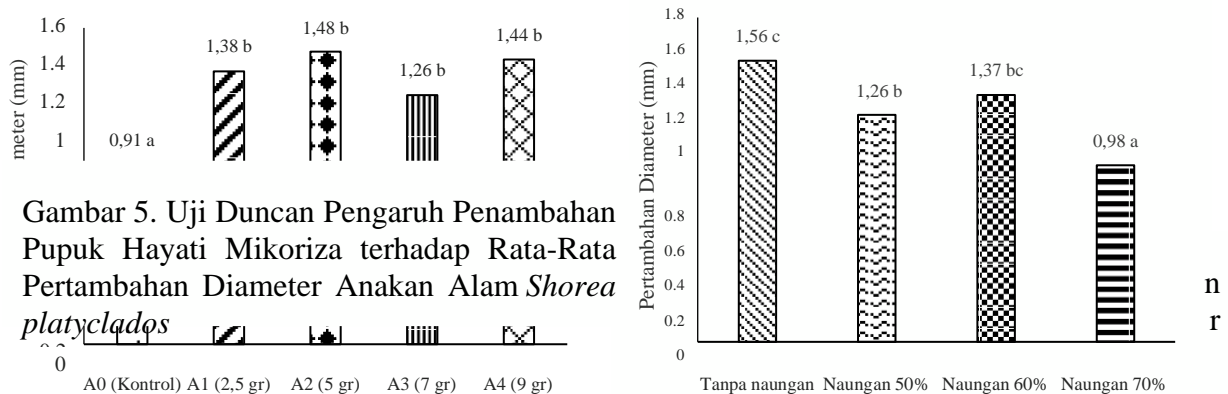 1.6
1.4
1.2
1
meter (mm)
0,91 a
1,38 b
1,48 b
1,26 b
1,44 b
Gambar 5. Uji Duncan Pengaruh Penambahan
Pupuk Hayati Mikoriza terhadap Rata-Rata
Pertambahan Diameter Anakan Alam Shorea
platyclados
0
A0 (Kontrol) A1 (2,5 gr) A2 (5 gr) A3 (7 gr) A4 (9 gr)
1.8
1.6
1.4
1.2
1
0.8
0.6
0.4
0.2
0
Pertambahan Diameter (mm)
1,56 c
1,26 b
1,37 bc
0,98 a
Tanpa naungan Naungan 50% Naungan 60% Naungan 70%
n
r